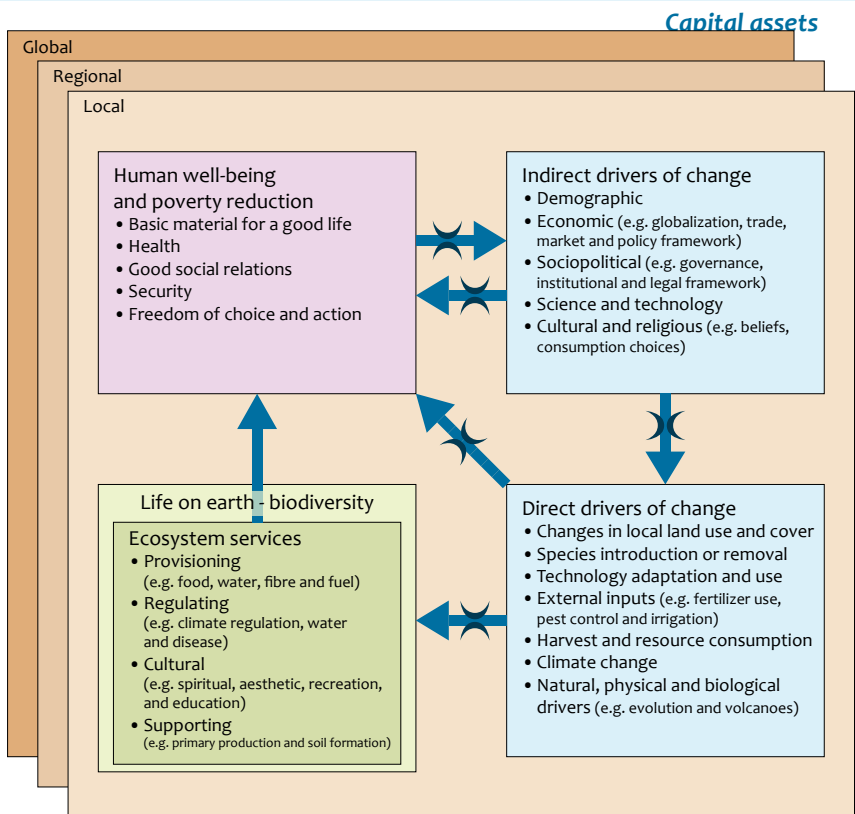 Capital assets
Global
Regional
Local
Human well-being
and poverty reduction
• Basic material for a good life
• Health
• Good social relations
• Security
• Freedom of choice and action
Indirect drivers of change
• Demographic
• Economic (e.g. globalization, trade,
market and policy framework)
• Sociopolitical (e.g. governance,
institutional and legal framework)
• Science and technology
• Cultural and religious (e.g. beliefs,
consumption choices)
Life on earth - biodiversity
Ecosystem services
• Provisioning
(e.g. food, water, fibre and fuel)
• Regulating
(e.g. climate regulation, water
and disease)
• Cultural
(e.g. spiritual, aesthetic, recreation,
and education)
• Supporting
(e.g. primary production and soil formation)
Direct drivers of change
• Changes in local land use and cover
• Species introduction or removal
• Technology adaptation and use
• External inputs (e.g. fertilizer use,
pest control and irrigation)
• Harvest and resource consumption
• Climate change
• Natural, physical and biological
drivers (e.g. evolution and volcanoes)